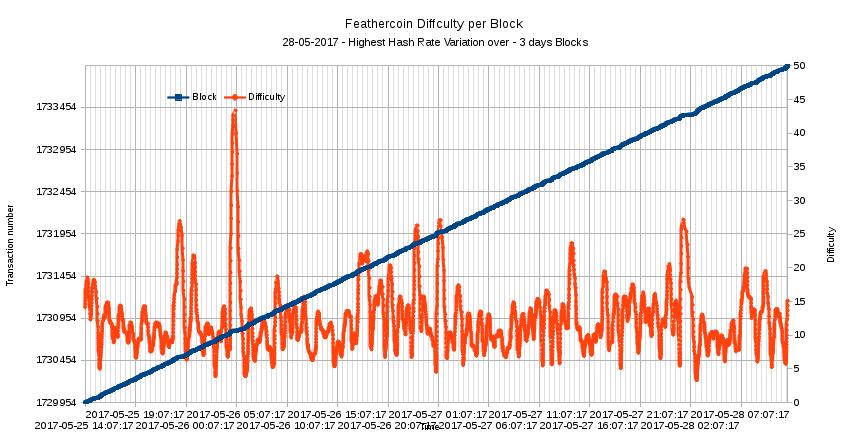 Feathercoin Diffculty per Block
28-05-2017 - Highest Hash Rate Variation over - 3 days Blocks
Block Difficulty
Transaction number
1733454
1732954
1732454
1731954
1731454
1730954
1730454
1729954
50
45
40
35
30
25
20
15
10
5
0
Difficulty
2017-05-25 19:07:17 2017-05-26 05:07:17 2017-05-26 15:07:17 2017-05-27 01:07:17 2017-05-27 11:07:17 2017-05-27 21:07:17 2017-05-28 07:07:17
2017-05-25 14:07:17 2017-05-26 00:07:17 2017-05-26 10:07:17 2017-05-26 20:07:17 2017-05-27 06:07:17 2017-05-27 16:07:17 2017-05-28 02:07:17
Time